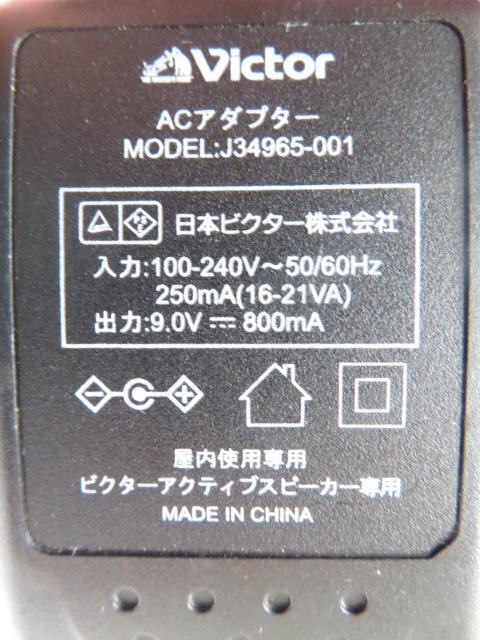 Victor
ACアダプター
MODEL:J34965-001
日本ビクター株式会社
入力:100-240V～50/60Hz
250mA(16-21VA)
出力:9.0V⎓800mA
屋内使用専用
ビクターアクティブスピーカー専用
MADE IN CHINA